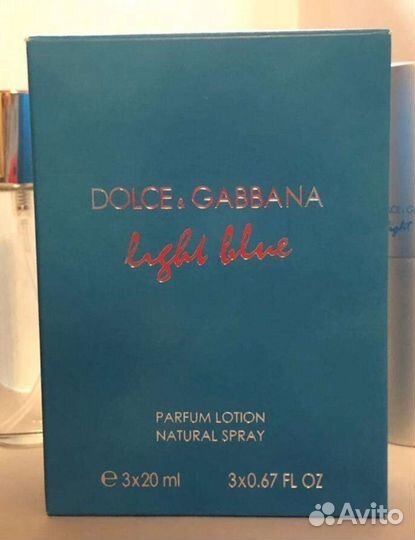 DOLCE & GABBANA
light blue
PARFUM LOTION
NATURAL SPRAY
℮ 3x20 ml 3x0.67 FL OZ
Avito